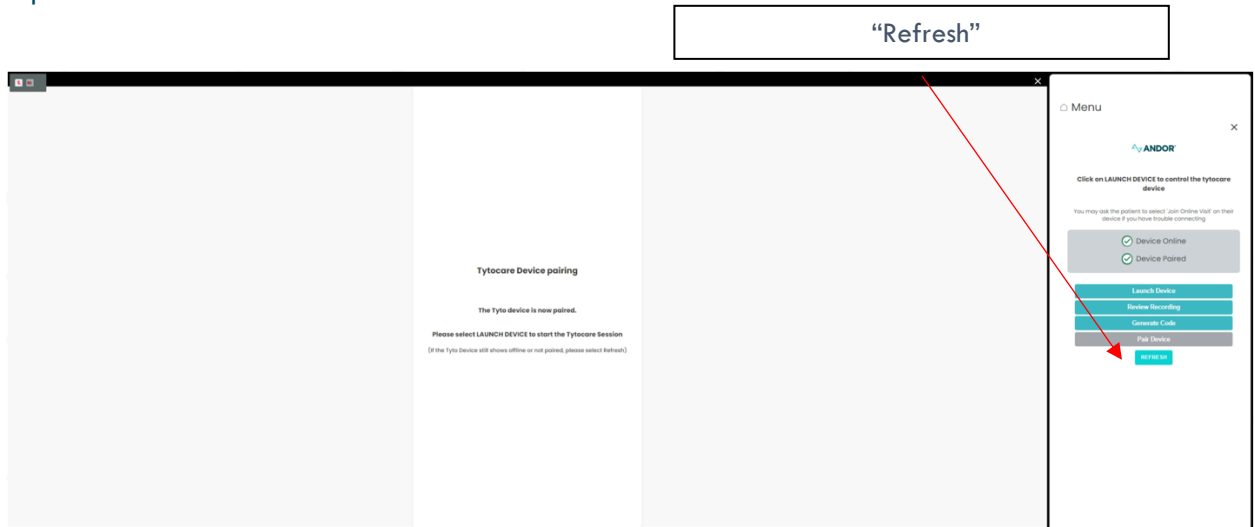 “Refresh”
Menu
ANDOR
Click on LAUNCH DEVICE to control the tytocare
device
You may ask the patient to select 'Join Online Visit' on their
device if you have trouble connecting
Device Online
Device Paired
Launch Device
Review Recording
Generate Code
Pair Device
REFRESH
Tytocare Device pairing
The Tyto device is now paired.
Please select LAUNCH DEVICE to start the Tytocare Session
(If the Tyto Device still shows offline or not paired, please select Refresh)